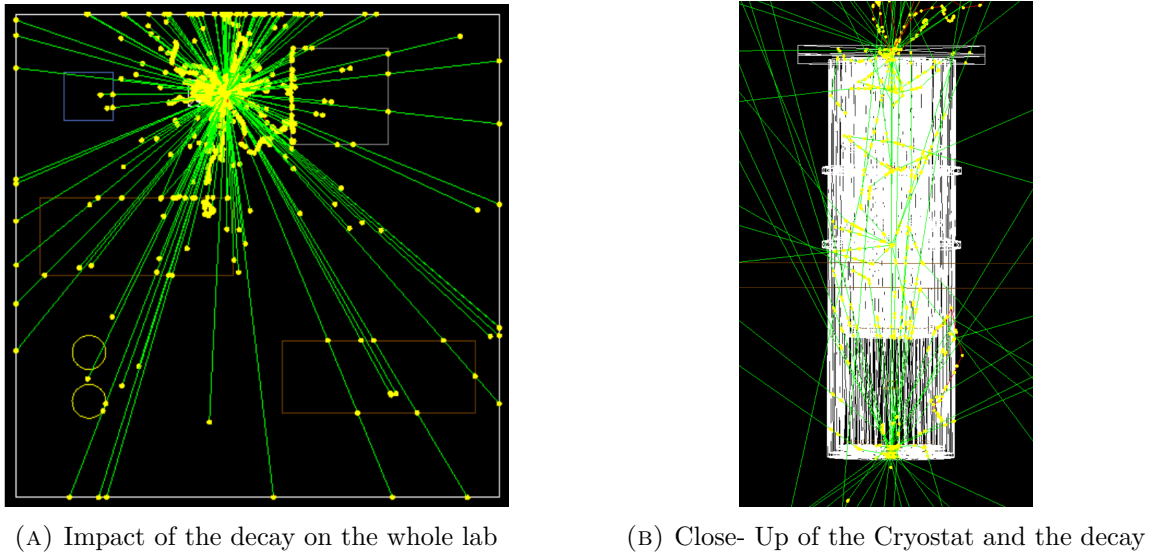 (A) Impact of the decay on the whole lab
(B) Close- Up of the Cryostat and the decay